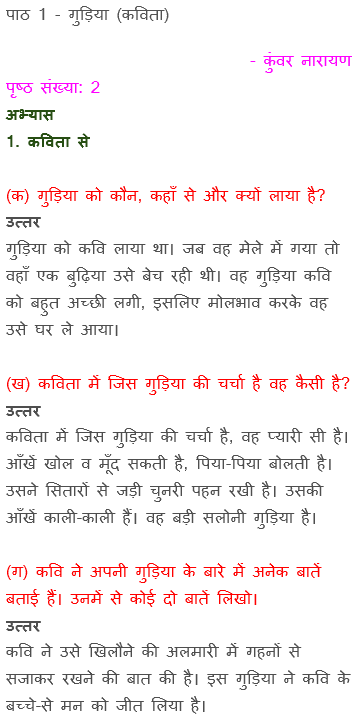 पाठ 1 - गुड़िया (कविता)
- कुंवर नारायण
पृष्ठ संख्या: 2
अभ्यास
1. कविता से
(क) गुड़िया को कौन, कहाँ से और क्यों लाया है?
उत्तर
गुड़िया को कवि लाया था। जब वह मेले में गया तो
वहाँ एक बुढ़िया उसे बेच रही थी। वह गुड़िया कवि
को बहुत अच्छी लगी, इसलिए मोलभाव करके वह
उसे घर ले आया।
(ख) कविता में जिस गुड़िया की चर्चा है वह कैसी है?
उत्तर
कविता में जिस गुड़िया की चर्चा है, वह प्यारी सी है।
आँखें खोल व मूँद सकती है, पिया-पिया बोलती है।
उसने सितारों से जड़ी चुनरी पहन रखी है। उसकी
आँखें काली-काली हैं। वह बड़ी सलोनी गुड़िया है।
(ग) कवि ने अपनी गुड़िया के बारे में अनेक बातें
बताई हैं। उनमें से कोई दो बातें लिखो।
उत्तर
कवि ने उसे खिलौने की अलमारी में गहनों से
सजाकर रखने की बात की है। इस गुड़िया ने कवि के
बच्चे-से मन को जीत लिया है।